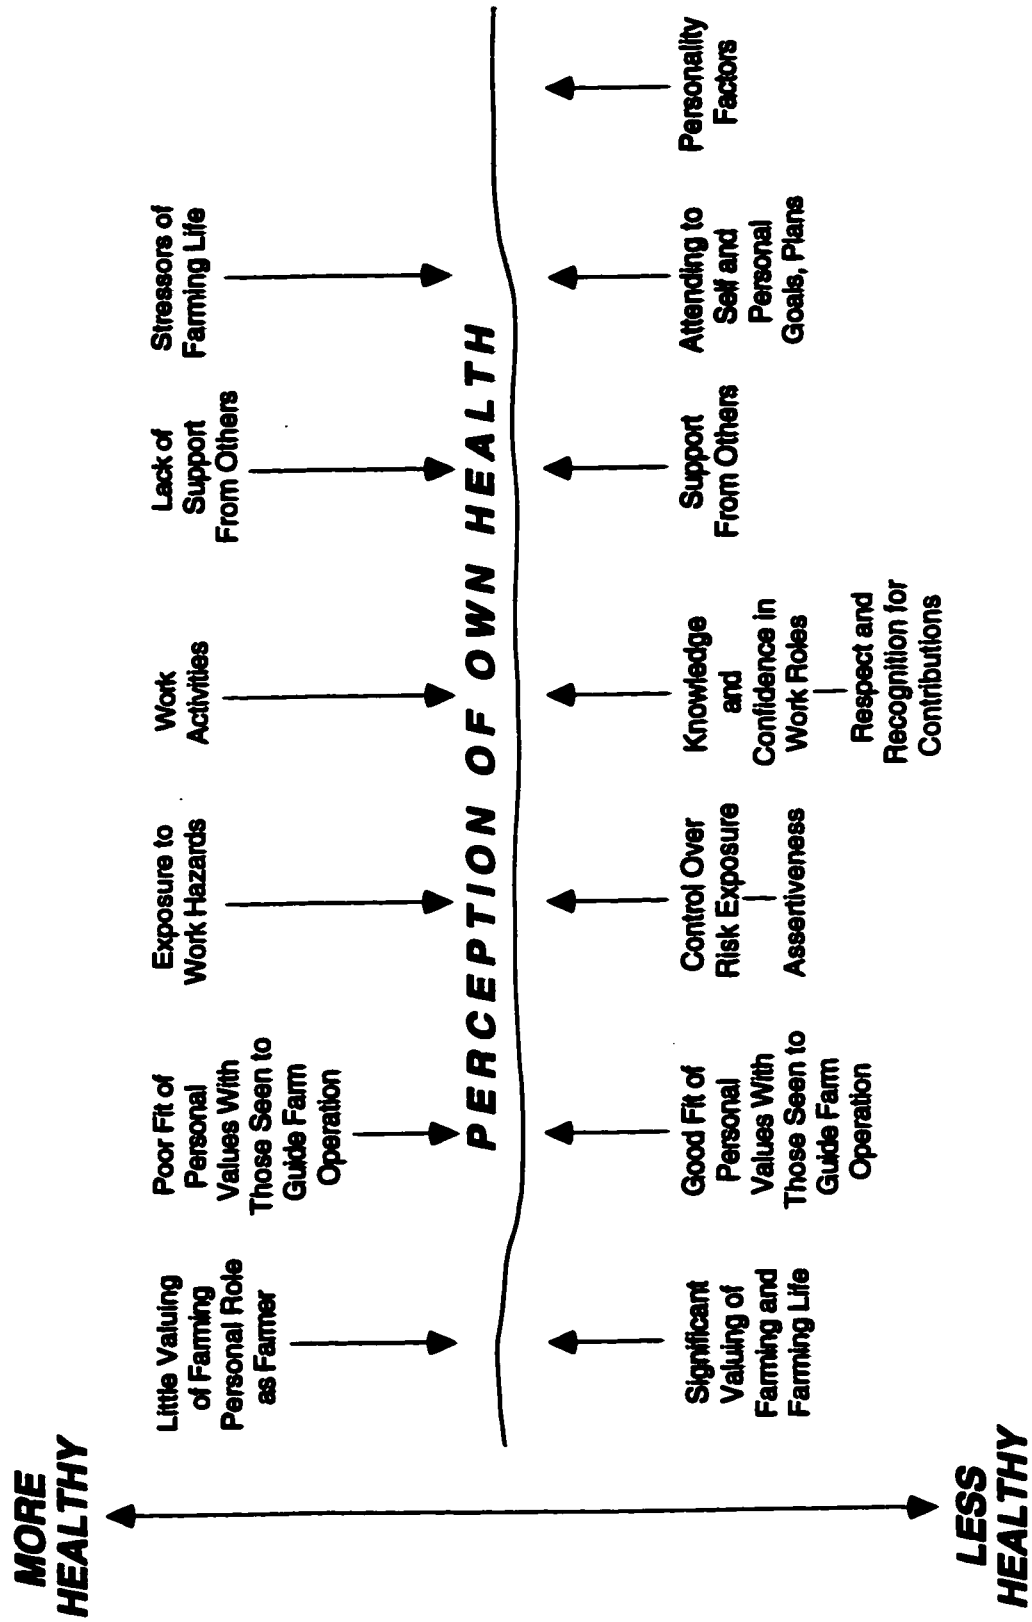 MORE
HEALTHY
Little Valuing
of Farming
Personal Role
as Farmer
Poor Fit of
Personal
Values With
Those Seen to
Guide Farm
Operation
Exposure to
Work Hazards
Work
Activities
Lack of
Support
From Others
Stressors of
Farming Life
PERCEPTION OF OWN HEALTH
Significant
Valuing of
Farming and
Farming Life
Good Fit of
Personal
Values With
Those Seen to
Guide Farm
Operation
Control Over
Risk Exposure
Assertiveness
Knowledge
and
Confidence in
Work Roles
Respect and
Recognition for
Contributions
Support
From Others
Attending to
Self and
Personal
Goals, Plans
Personality
Factors
LESS
HEALTHY